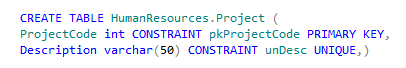 CREATE TABLE HumanResources.Project (
ProjectCode int CONSTRAINT pkProjectCode PRIMARY KEY,
Description varchar(50) CONSTRAINT unDesc UNIQUE,)